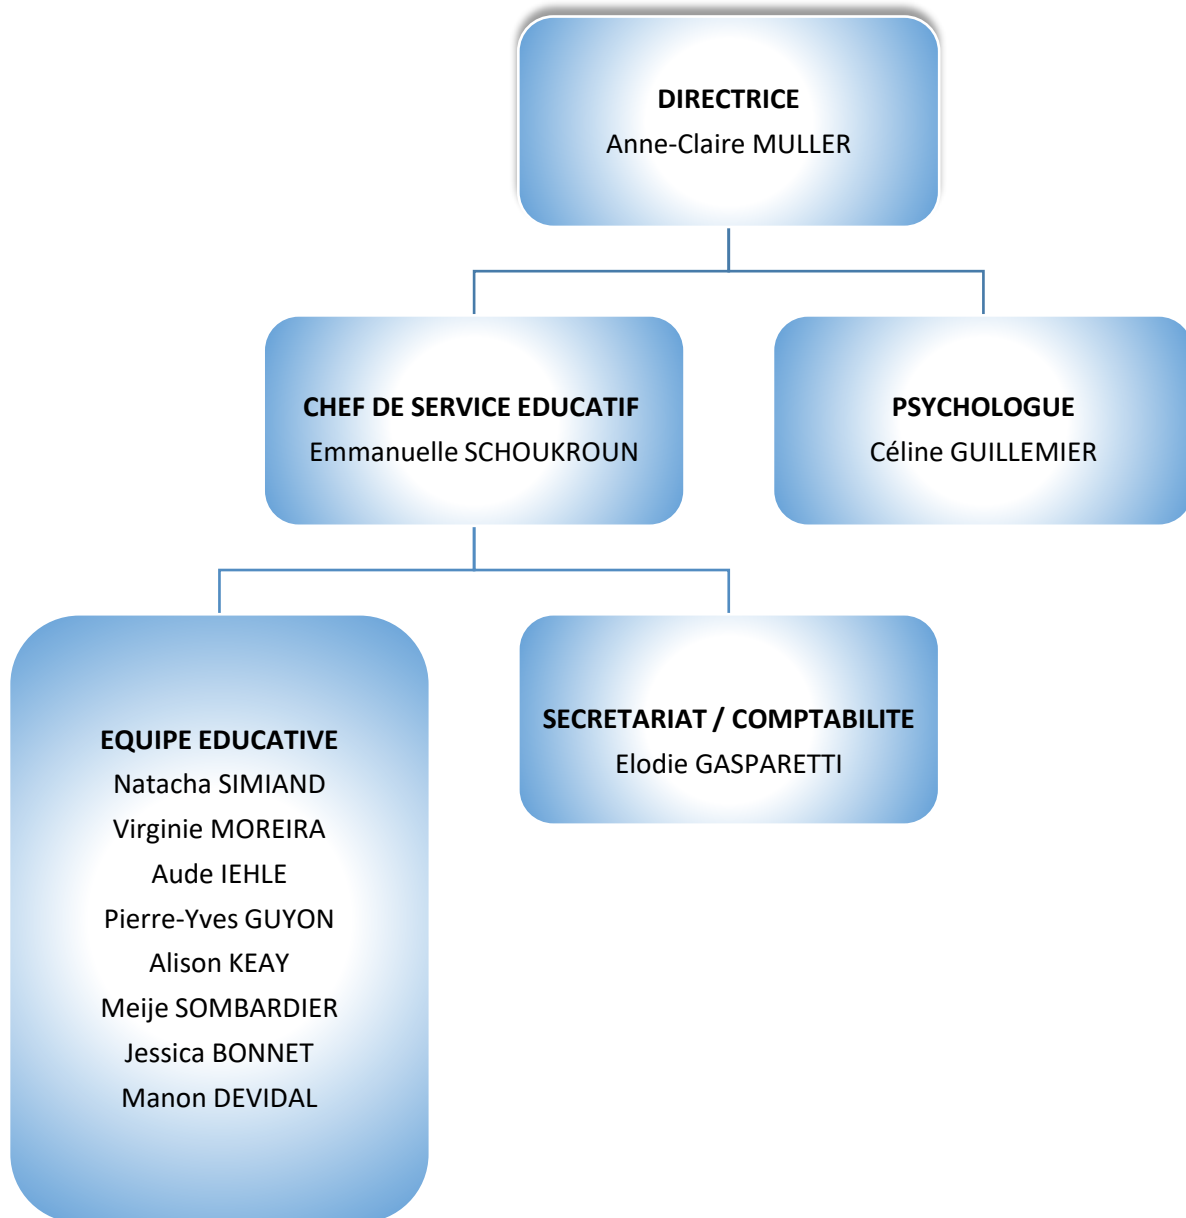 DIRECTRICE
Anne-Claire MULLER
CHEF DE SERVICE EDUCATIF
Emmanuelle SCHOUKROUN
PSYCHOLOGUE
Céline GUILLEMIER
EQUIPE EDUCATIVE
Natacha SIMIAND
Virginie MOREIRA
Aude IEHLE
Pierre-Yves GUYON
Alison KEAY
Meije SOMBARDIER
Jessica BONNET
Manon DEVIDAL
SECRETARIAT / COMPTABILITE
Elodie GASPARETTI